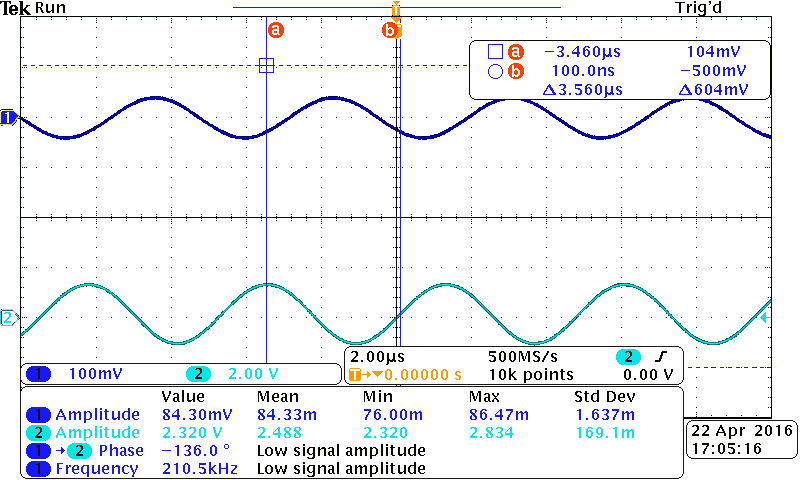 Tek Run Trig'd
T
a b
a −3.460µs 104mV
b 100.0ns −500mV
Δ3.560µs Δ604mV
1
2
1 100mV 2 2.00 V
2.00µs 500MS/s 2
T→▼0.00000 s 10k points 0.00 V
Value Mean Min Max Std Dev
1 Amplitude 84.30mV 84.33m 76.00m 86.47m 1.637m
2 Amplitude 2.320 V 2.488 2.320 2.834 169.1m
1 → 2 Phase −136.0 ° Low signal amplitude
1 Frequency 210.5kHz Low signal amplitude
22 Apr 2016
17:05:16